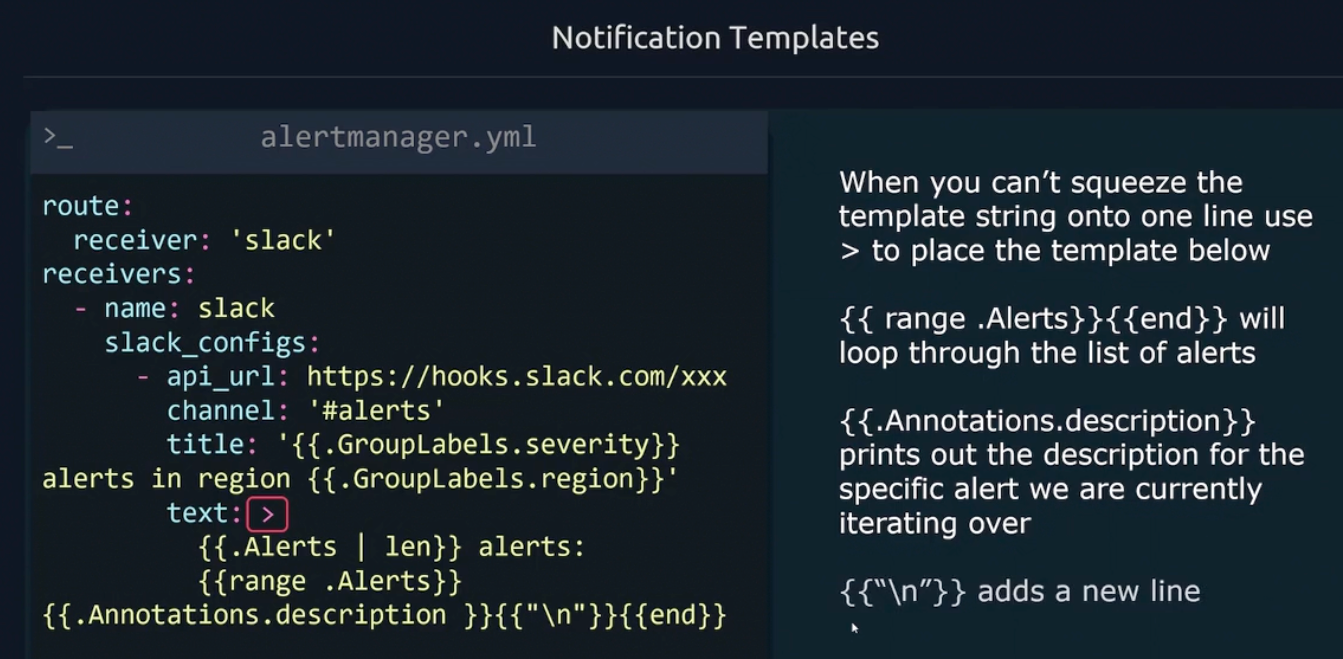 Notification Templates
>_ alertmanager.yml
route:
  receiver: 'slack'
receivers:
  - name: slack
    slack_configs:
      - api_url: https://hooks.slack.com/xxx
        channel: '#alerts'
        title: '{{.GroupLabels.severity}}
alerts in region {{.GroupLabels.region}}'
        text: >
          {{.Alerts | len}} alerts:
          {{range .Alerts}}
{{.Annotations.description }}{{"\n"}}{{end}}
When you can’t squeeze the
template string onto one line use
> to place the template below
{{ range .Alerts}}{{end}} will
loop through the list of alerts
{{.Annotations.description}}
prints out the description for the
specific alert we are currently
iterating over
{{“\n”}} adds a new line